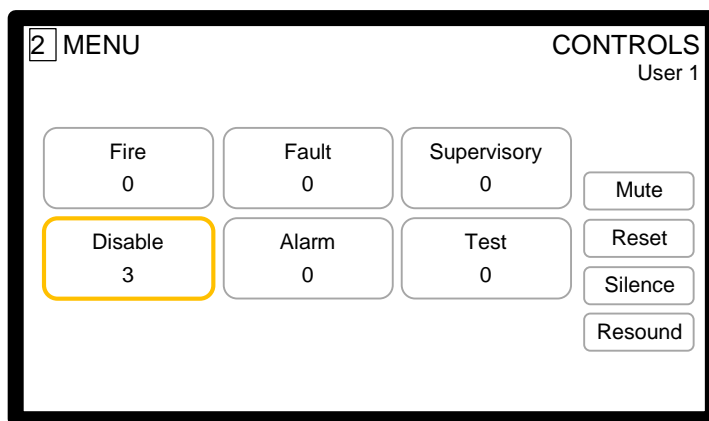 2 MENU
CONTROLS
User 1
Fire
0
Fault
0
Supervisory
0
Disable
3
Alarm
0
Test
0
Mute
Reset
Silence
Resound